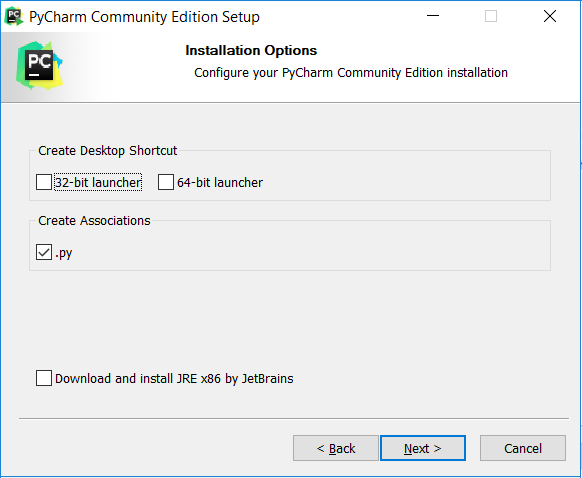 PC PyCharm Community Edition Setup
PC
Installation Options
Configure your PyCharm Community Edition installation
Create Desktop Shortcut
32-bit launcher 64-bit launcher
Create Associations
.py
Download and install JRE x86 by JetBrains
< Back Next > Cancel